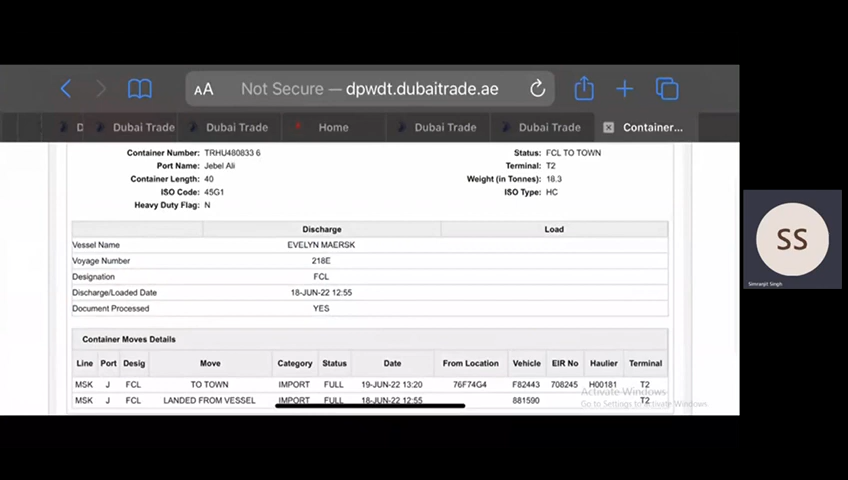 AA Not Secure — dpwdt.dubaitrade.ae
D Dubai Trade Dubai Trade Home Dubai Trade Dubai Trade Container...
Container Number: TRHU480833 6 Status: FCL TO TOWN
Port Name: Jebel Ali Terminal: T2
Container Length: 40 Weight (in Tonnes): 18.3
ISO Code: 45G1 ISO Type: HC
Heavy Duty Flag: N
Discharge Load
Vessel Name EVELYN MAERSK
Voyage Number 218E
Designation FCL
Discharge/Loaded Date 18-JUN-22 12:55
Document Processed YES
Container Moves Details
Line Port Desig Move Category Status Date From Location Vehicle EIR No Haulier Terminal
MSK J FCL TO TOWN IMPORT FULL 19-JUN-22 13:20 76F74G4 F82443 708245 H00181 T2
MSK J FCL LANDED FROM VESSEL IMPORT FULL 18-JUN-22 12:55 881590 T2
Activate Windows
Go to Settings to activate Windows.
SS
Simranjit Singh